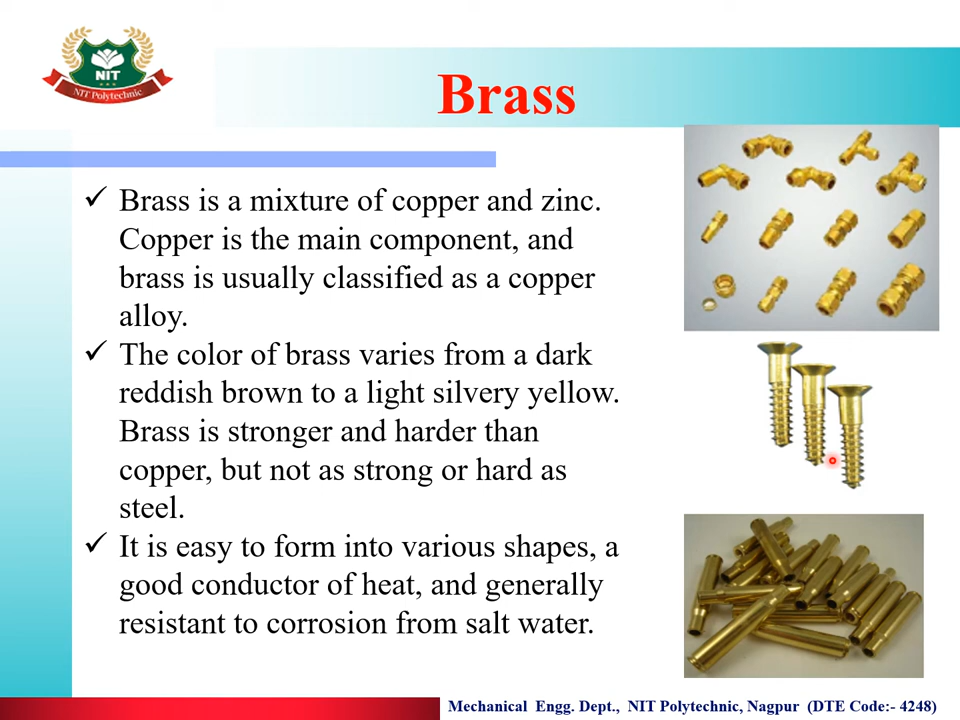 NIT
NIT Polytechnic
Brass
✓ Brass is a mixture of copper and zinc.
Copper is the main component, and
brass is usually classified as a copper
alloy.
✓ The color of brass varies from a dark
reddish brown to a light silvery yellow.
Brass is stronger and harder than
copper, but not as strong or hard as
steel.
✓ It is easy to form into various shapes, a
good conductor of heat, and generally
resistant to corrosion from salt water.
Mechanical Engg. Dept., NIT Polytechnic, Nagpur (DTE Code:- 4248)